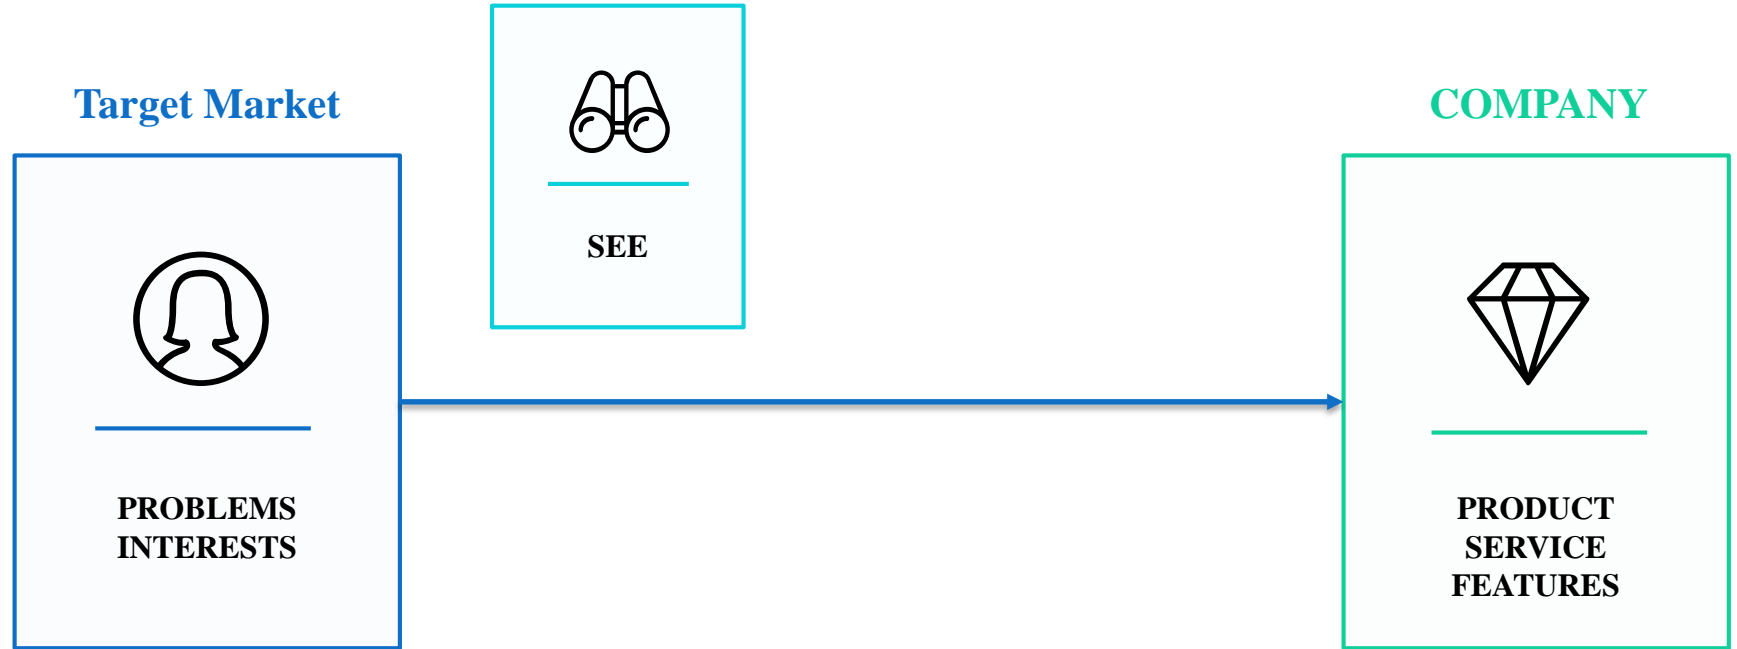 Target Market
PROBLEMS
INTERESTS
SEE
COMPANY
PRODUCT
SERVICE
FEATURES